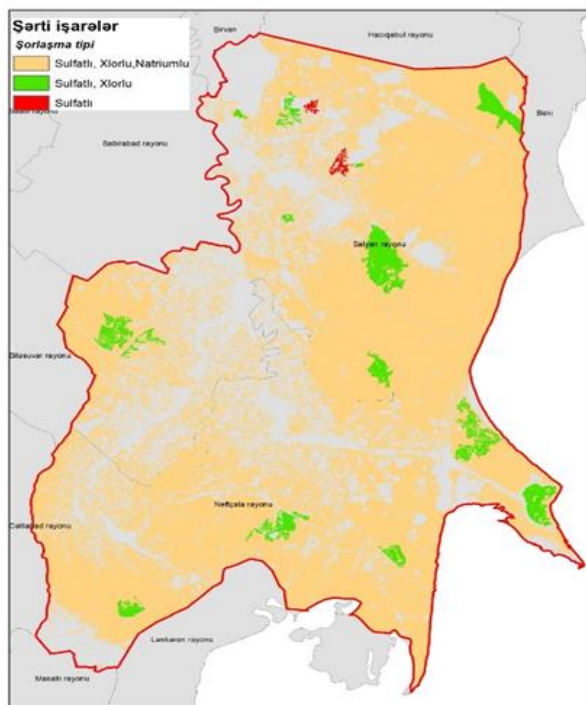 Şərti işarələr
Şorlaşma tipi
Sulfatlı, Xlorlu,Natriumlu
Sulfatlı, Xlorlu
Sulfatlı
Şirvan
Hacıqabul rayonu
Bakı
Sabirabad rayonu
Salyan rayonu
Biləsuvar rayonu
Neftçala rayonu
Cəlilabad rayonu
Lənkəran rayonu
Masallı rayonu